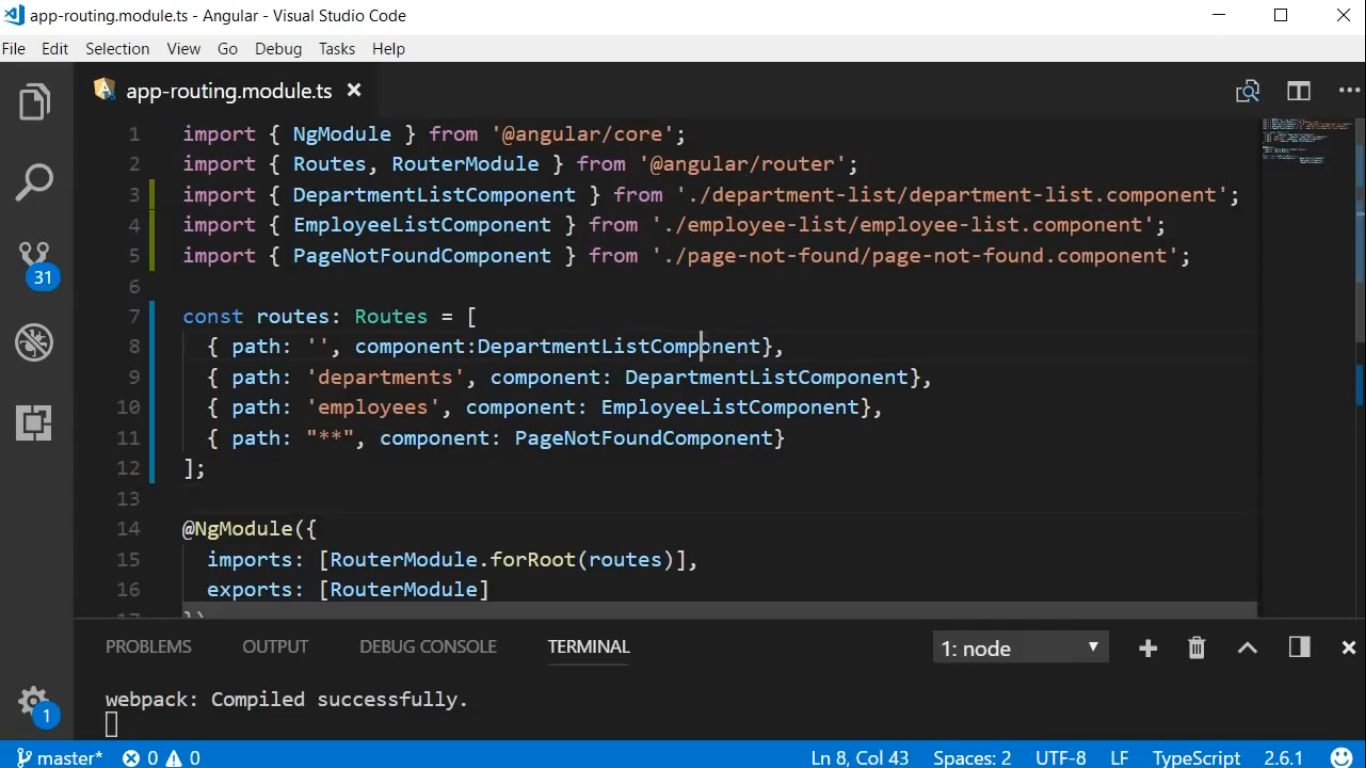 app-routing.module.ts - Angular - Visual Studio Code
File Edit Selection View Go Debug Tasks Help
app-routing.module.ts
1 import { NgModule } from '@angular/core';
2 import { Routes, RouterModule } from '@angular/router';
3 import { DepartmentListComponent } from './department-list/department-list.component';
4 import { EmployeeListComponent } from './employee-list/employee-list.component';
5 import { PageNotFoundComponent } from './page-not-found/page-not-found.component';
6
7 const routes: Routes = [
8 { path: '', component:DepartmentListComponent},
9 { path: 'departments', component: DepartmentListComponent},
10 { path: 'employees', component: EmployeeListComponent},
11 { path: "**", component: PageNotFoundComponent}
12 ];
13
14 @NgModule({
15 imports: [RouterModule.forRoot(routes)],
16 exports: [RouterModule]
17 })
31
PROBLEMS OUTPUT DEBUG CONSOLE TERMINAL 1: node
webpack: Compiled successfully.
1
master* 0 0 Ln 8, Col 43 Spaces: 2 UTF-8 LF TypeScript 2.6.1